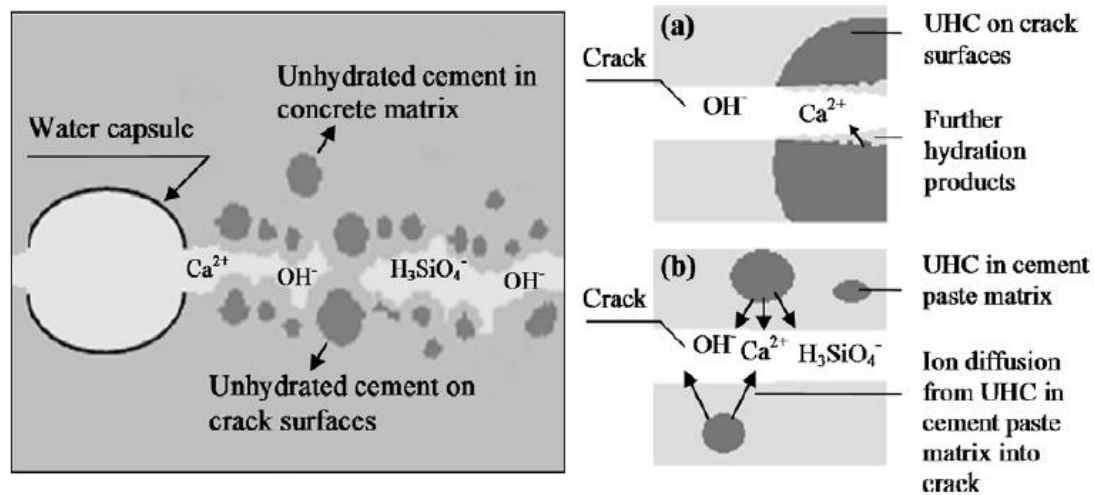 Unhydrated cement in
concrete matrix
Water capsule
Ca²⁺
OH⁻
H₃SiO₄⁻
OH⁻
Unhydrated cement on
crack surfaces
(a)
UHC on crack
surfaces
Crack
OH⁻
Ca²⁺
Further
hydration
products
(b)
UHC in cement
paste matrix
Crack
OH⁻ Ca²⁺ H₃SiO₄⁻
Ion diffusion
from UHC in
cement paste
matrix into
crack